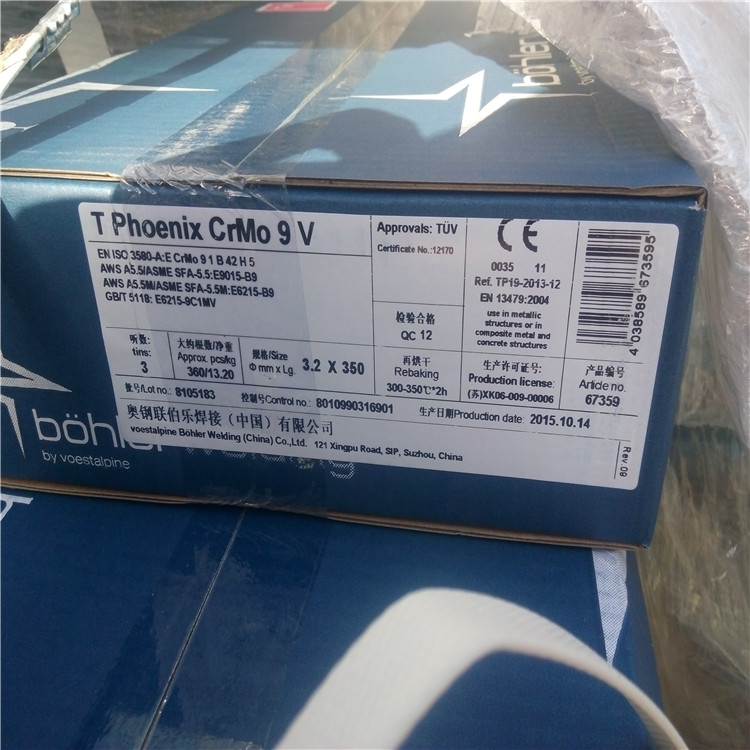 böhler
T Phoenix CrMo 9 V
EN ISO 3580-A:E CrMo 9 1 B 42 H 5
AWS A5.5/ASME SFA-5.5:E9015-B9
AWS A5.5M/ASME SFA-5.5M:E6215-B9
GB/T 5118: E6215-9C1MV
Approvals: TÜV
Certificate No.:12170
CE
0035 11
Ref. TP19-2013-12
EN 13479:2004
use in metallic
structures or in
composite metal and
concrete structures
4 038589 673595
检验合格
QC 12
听数:
tins:
3
大约根数/净重
Approx. pcs/kg
360/13.20
规格/Size
Φ mm x Lg.
3.2 X 350
再烘干
Rebaking
300-350℃*2h
生产许可证号:
Production license:
(苏)XK06-009-00006
产品编号
Article no.
67359
批号/Lot no.: 8105183
控制号Control no.: 8010990316901
生产日期Production Date: 2015.10.14
奥钢联伯乐焊接（中国）有限公司
voestalpine Böhler Welding (China) Co.,Ltd. 121 Xingpu Road, SIP, Suzhou, China
Rev 09
böhler welding
by voestalpine